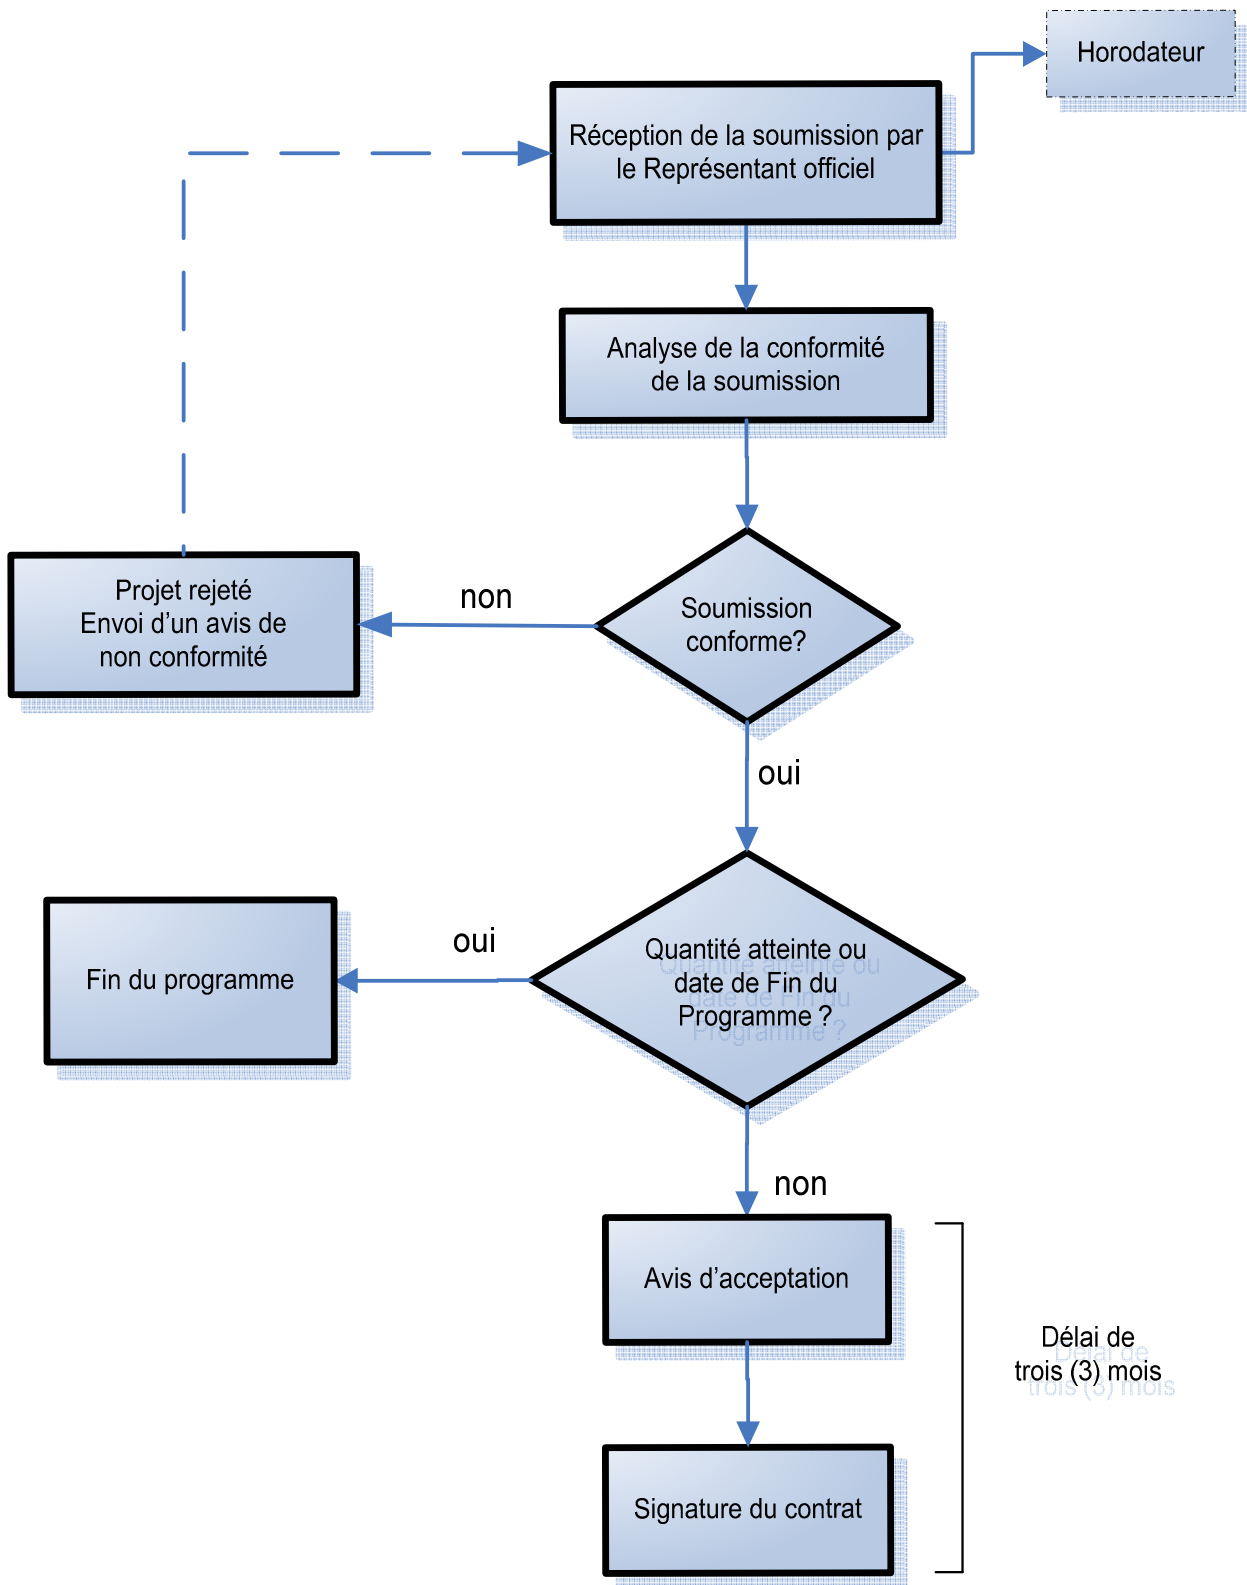 Horodateur
Réception de la soumission par
le Représentant officiel
Analyse de la conformité
de la soumission
Soumission
conforme?
non
Projet rejeté
Envoi d’un avis de
non conformité
oui
Quantité atteinte ou
date de Fin du
Programme ?
oui
Fin du programme
non
Avis d’acceptation
Délai de
trois (3) mois
Signature du contrat